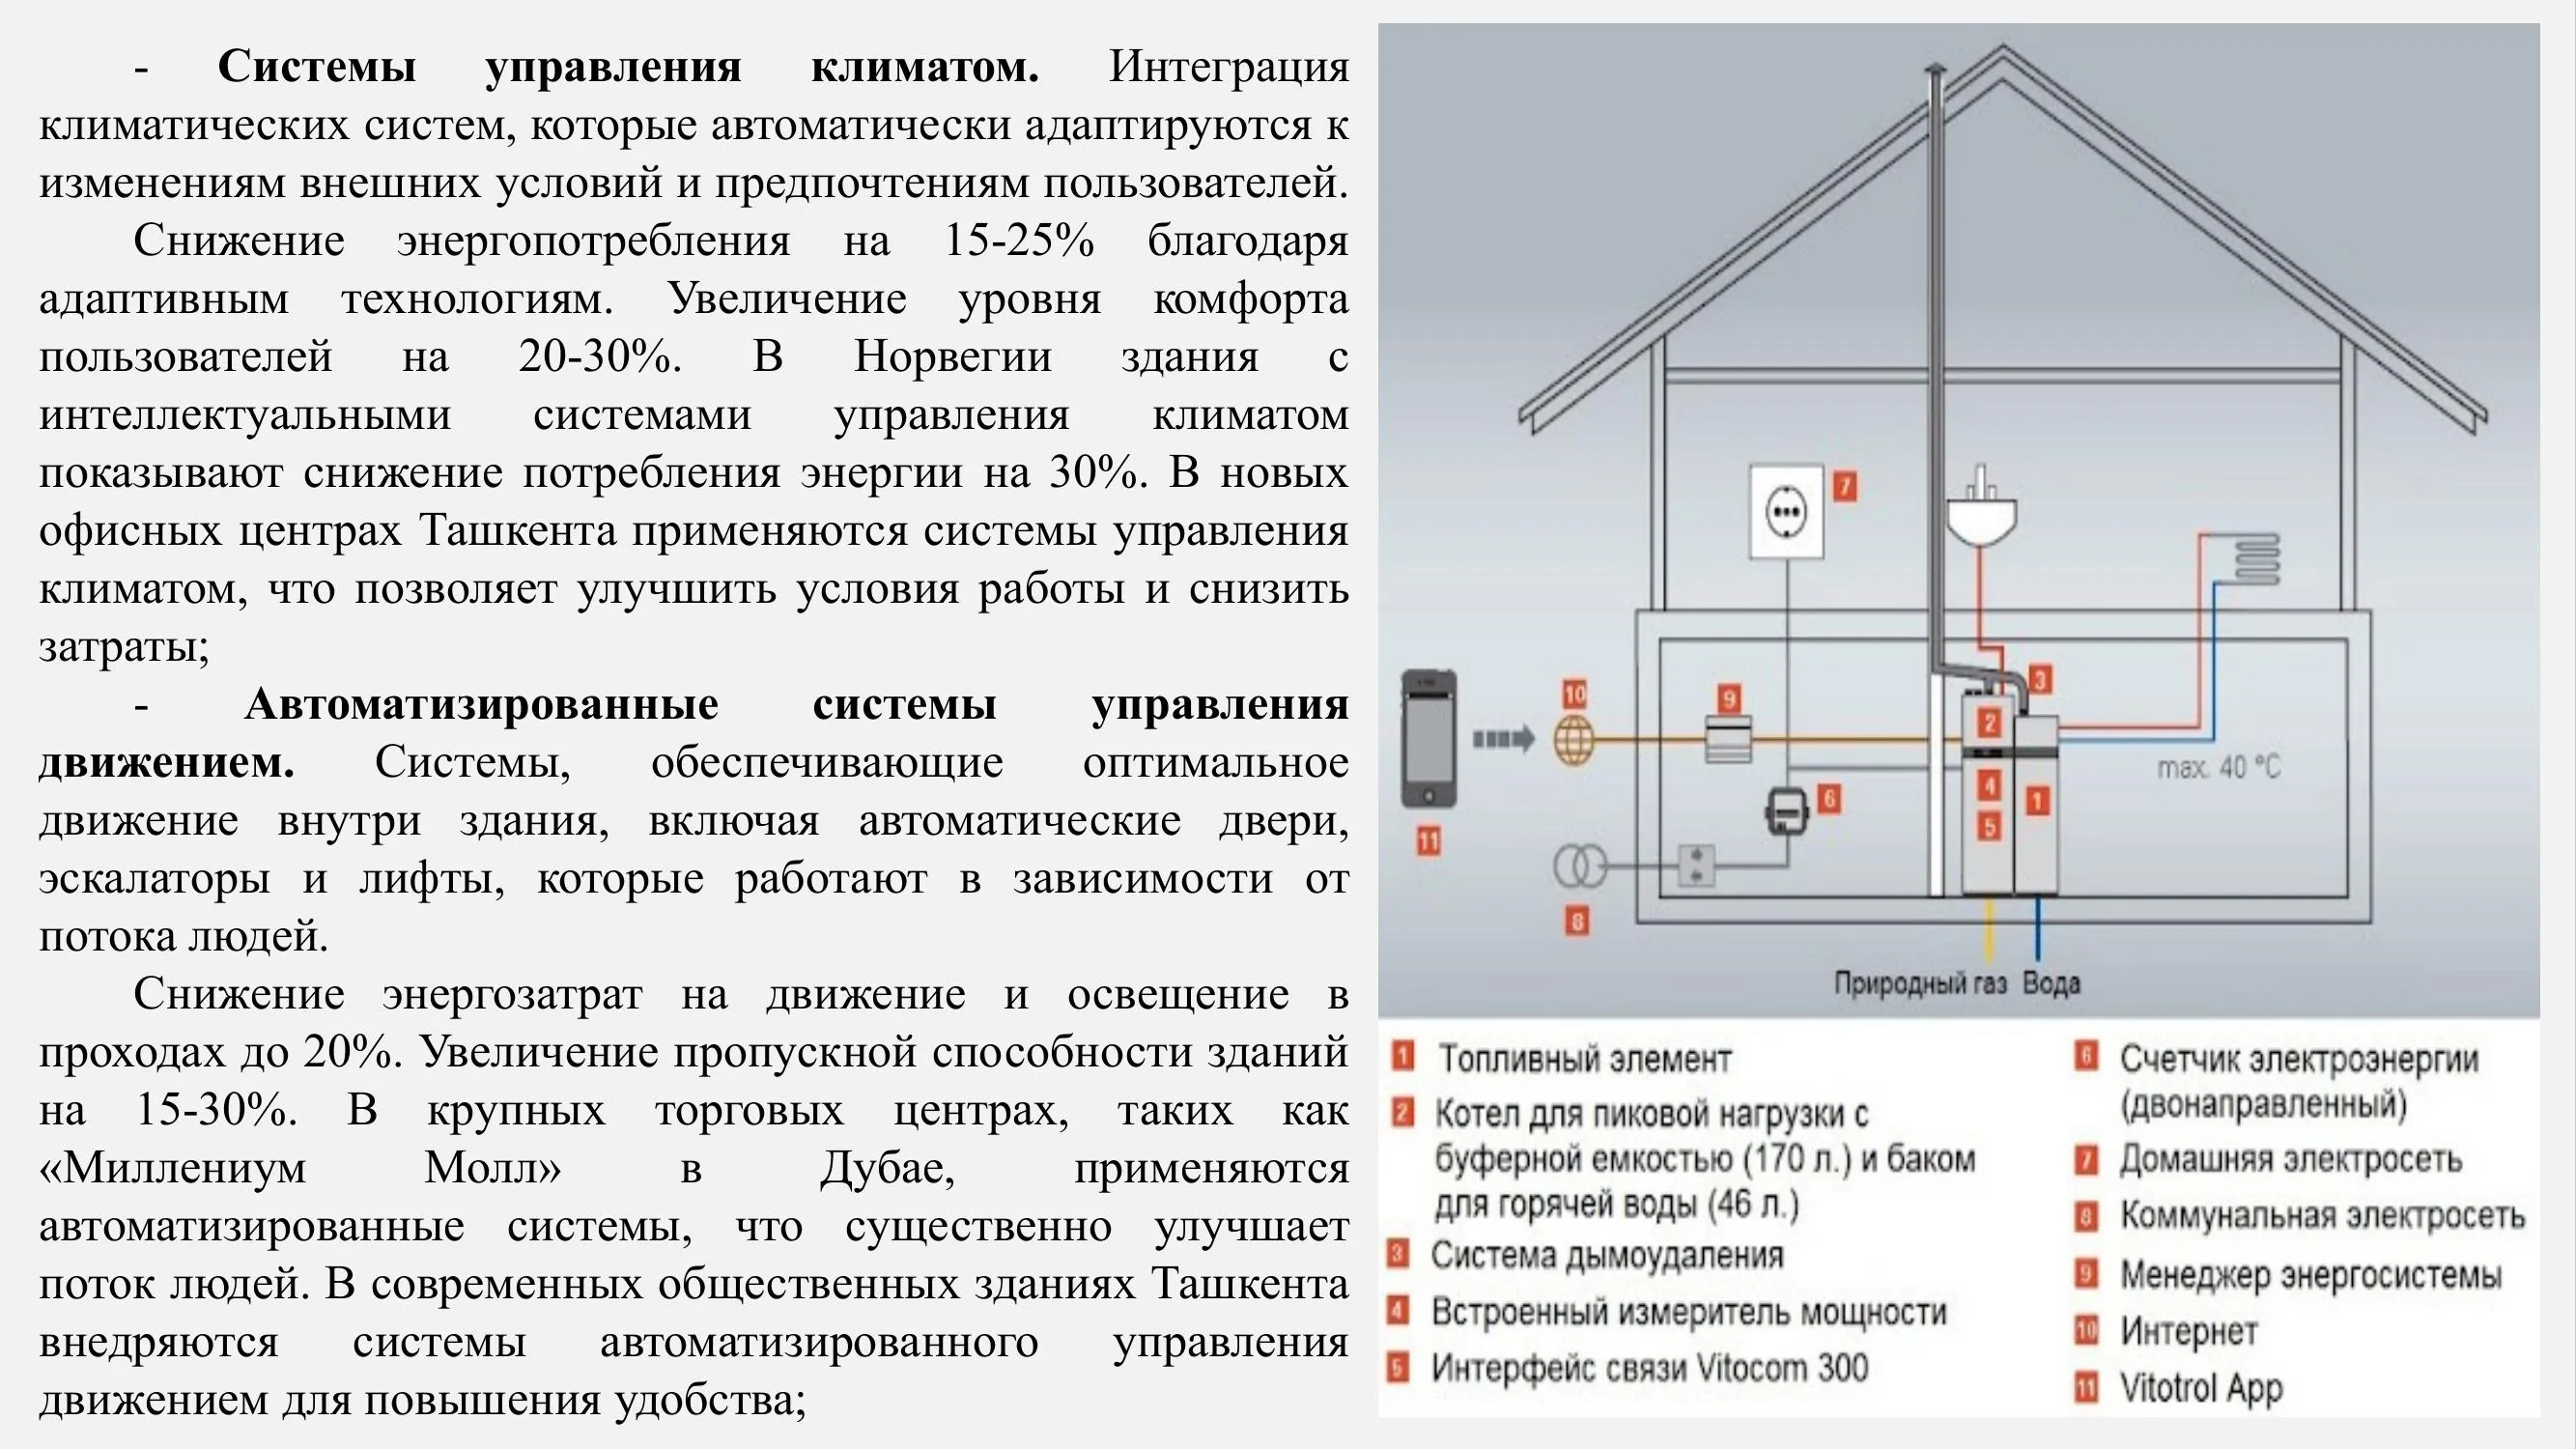 - Системы управления климатом. Интеграция
климатических систем, которые автоматически адаптируются к
изменениям внешних условий и предпочтениям пользователей.
Снижение энергопотребления на 15-25% благодаря
адаптивным технологиям. Увеличение уровня комфорта
пользователей на 20-30%. В Норвегии здания с
интеллектуальными системами управления климатом
показывают снижение потребления энергии на 30%. В новых
офисных центрах Ташкента применяются системы управления
климатом, что позволяет улучшить условия работы и снизить
затраты;
- Автоматизированные системы управления
движением. Системы, обеспечивающие оптимальное
движение внутри здания, включая автоматические двери,
эскалаторы и лифты, которые работают в зависимости от
потока людей.
Снижение энергозатрат на движение и освещение в
проходах до 20%. Увеличение пропускной способности зданий
на 15-30%. В крупных торговых центрах, таких как
«Миллениум Молл» в Дубае, применяются
автоматизированные системы, что существенно улучшает
поток людей. В современных общественных зданиях Ташкента
внедряются системы автоматизированного управления
движением для повышения удобства;
7
3
10
9
2
max. 40 °C
4
1
6
5
11
8
Природный газ Вода
1 Топливный элемент
2 Котел для пиковой нагрузки с
буферной емкостью (170 л.) и баком
для горячей воды (46 л.)
3 Система дымоудаления
4 Встроенный измеритель мощности
5 Интерфейс связи Vitocom 300
6 Счетчик электроэнергии
(двонаправленный)
7 Домашняя электросеть
8 Коммунальная электросеть
9 Менеджер энергосистемы
10 Интернет
11 Vitotrol App